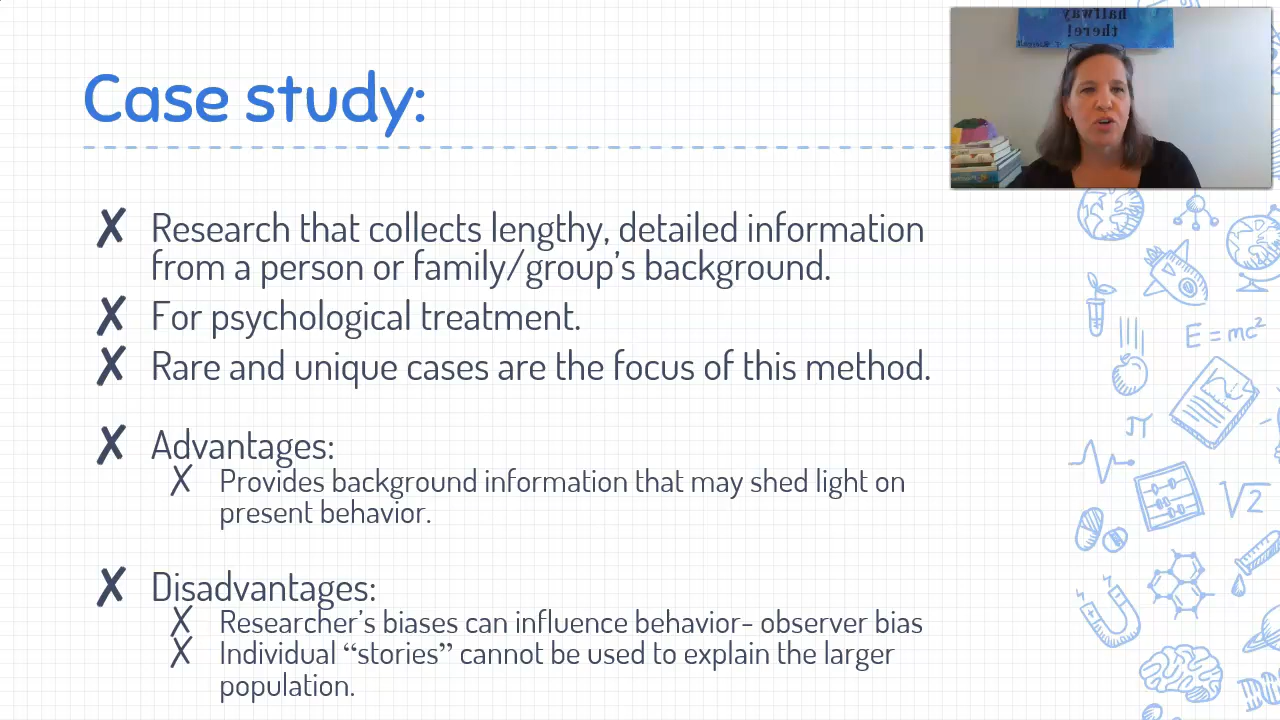 halfway
there!
Case study:
✗ Research that collects lengthy, detailed information
from a person or family/group's background.
✗ For psychological treatment.
✗ Rare and unique cases are the focus of this method.
✗ Advantages:
✗ Provides background information that may shed light on
present behavior.
✗ Disadvantages:
✗ Researcher's biases can influence behavior- observer bias
✗ Individual “stories” cannot be used to explain the larger
population.
E = mc²
π
√2